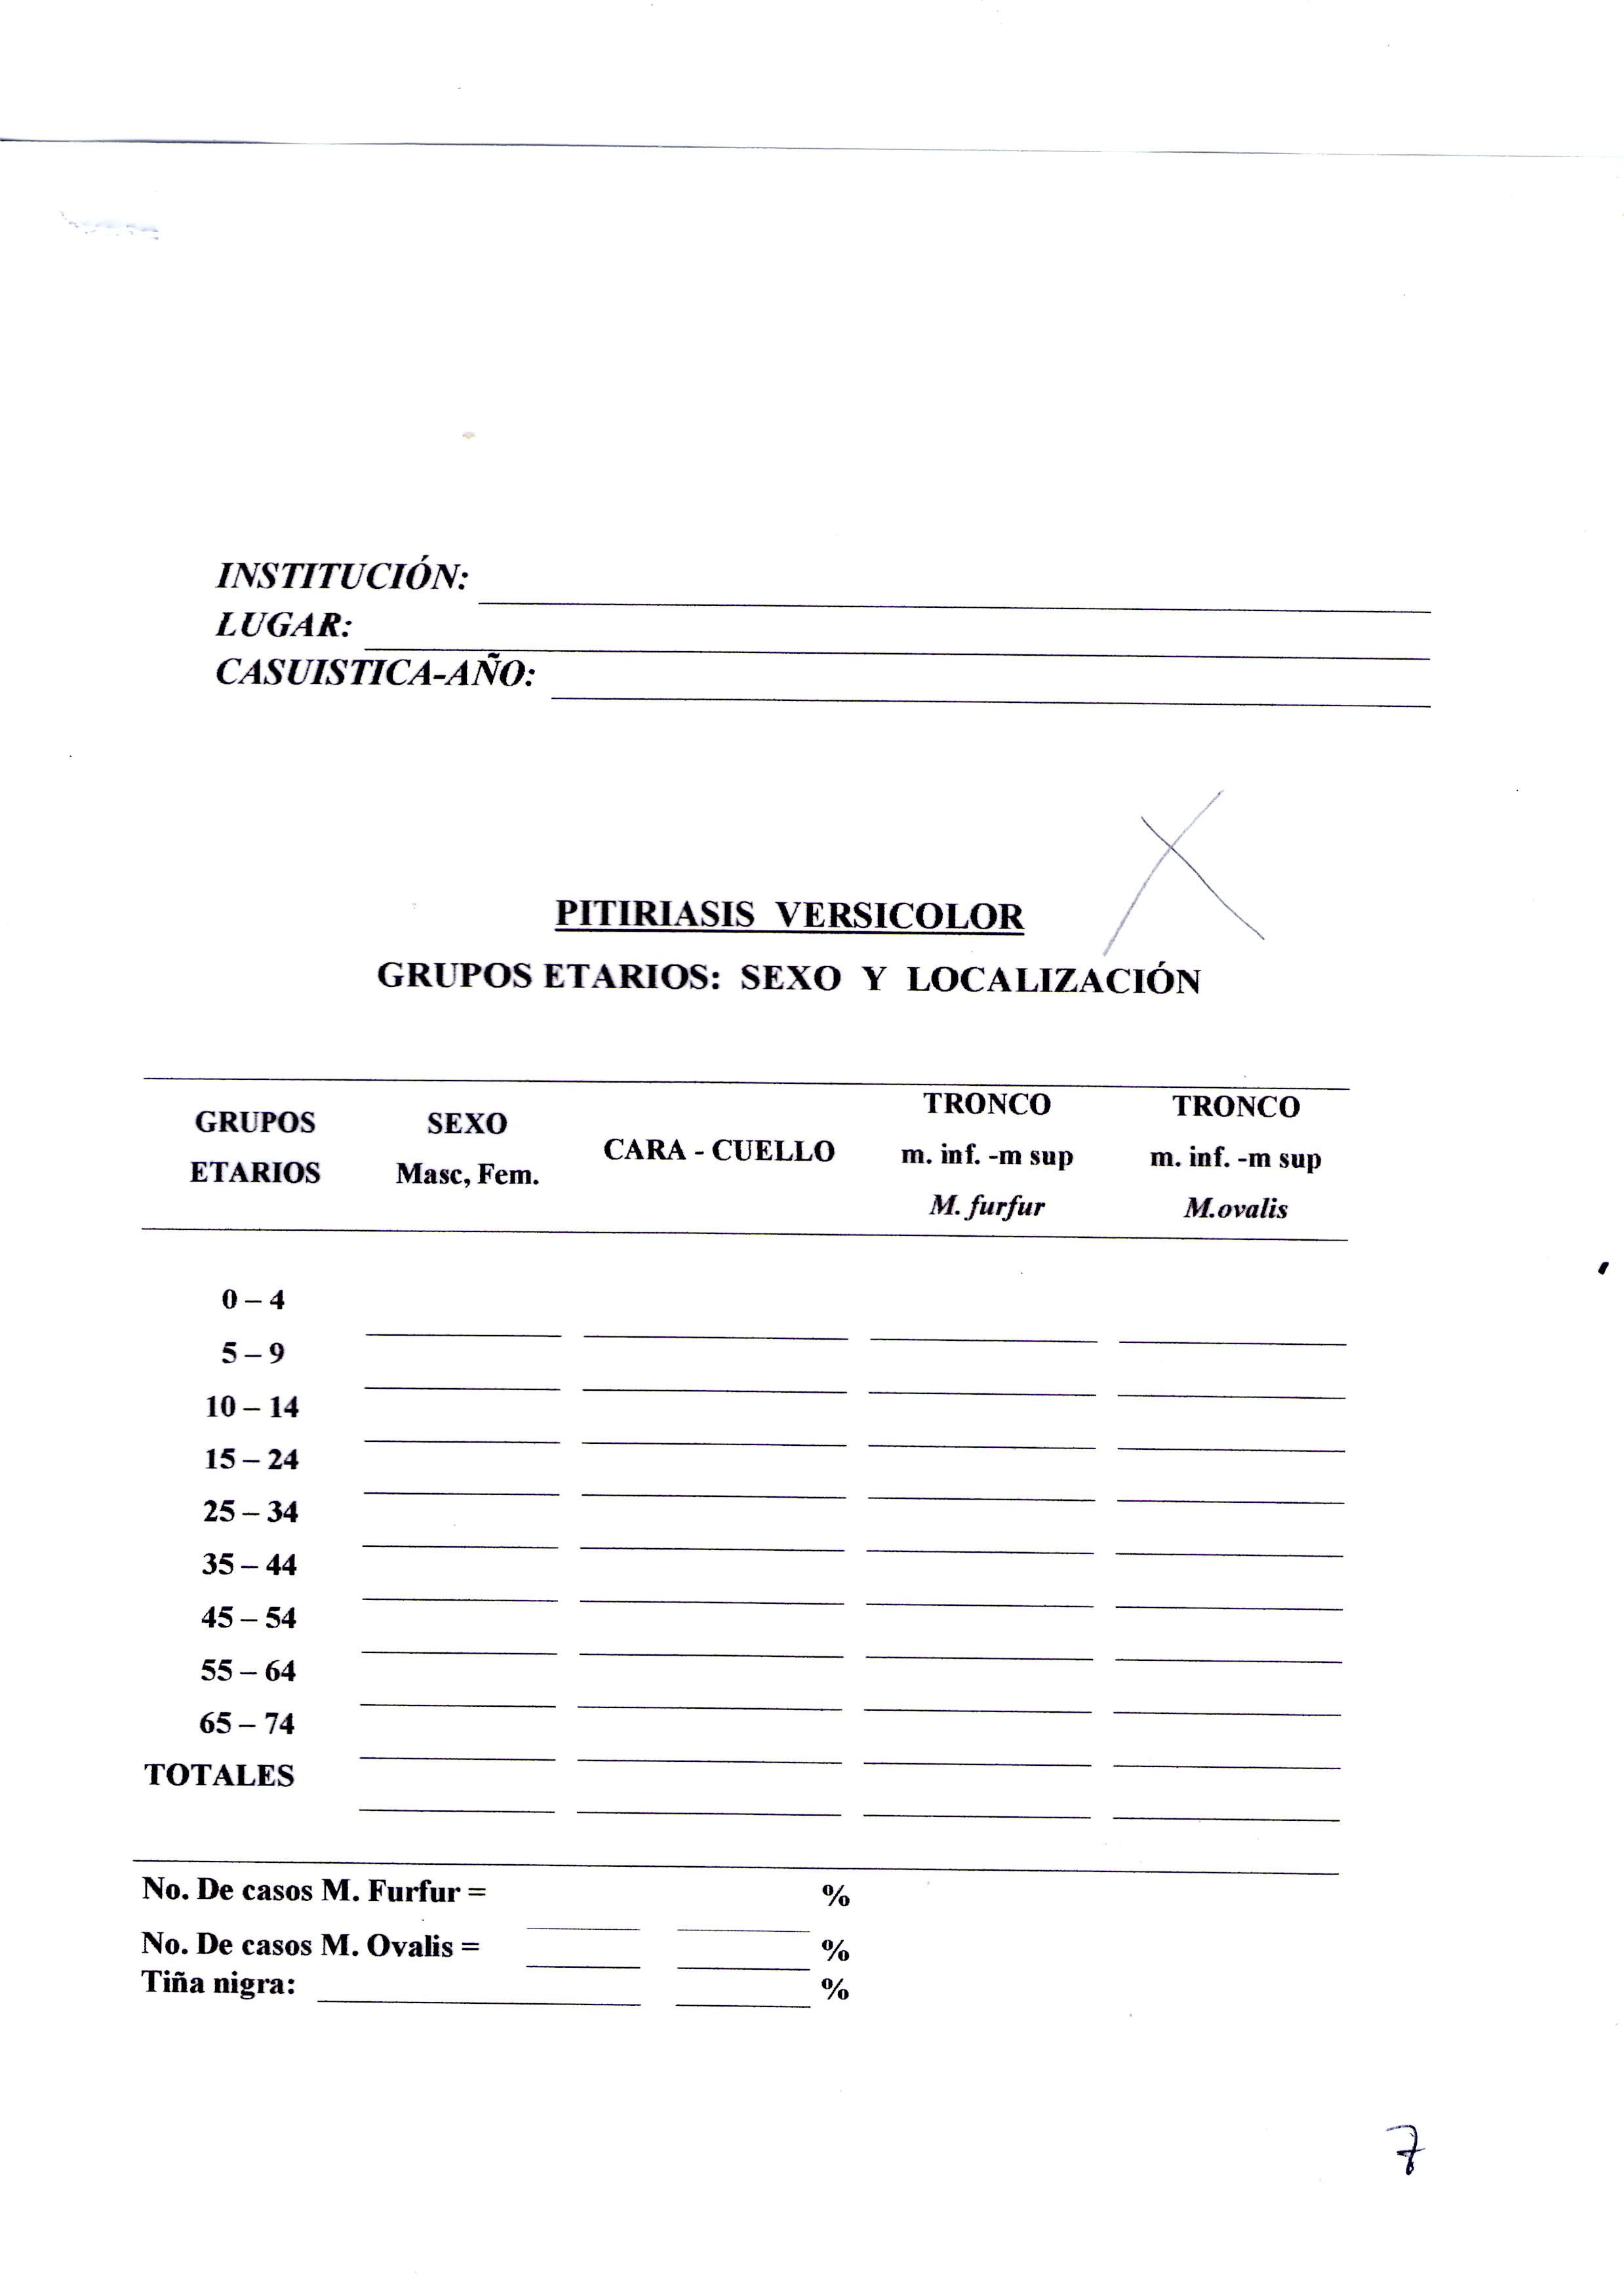 INSTITUCIÓN:
LUGAR:
CASUISTICA-AÑO:
PITIRIASIS VERSICOLOR
GRUPOS ETARIOS: SEXO Y LOCALIZACIÓN
GRUPOS ETARIOS
SEXO
Masc, Fem.
CARA - CUELLO
TRONCO
m. inf. -m sup
M. furfur
TRONCO
m. inf. -m sup
M.ovalis
0 – 4
5 – 9
10 – 14
15 – 24
25 – 34
35 – 44
45 – 54
55 – 64
65 – 74
TOTALES
No. De casos M. Furfur = %
No. De casos M. Ovalis = %
Tiña nigra: %
7